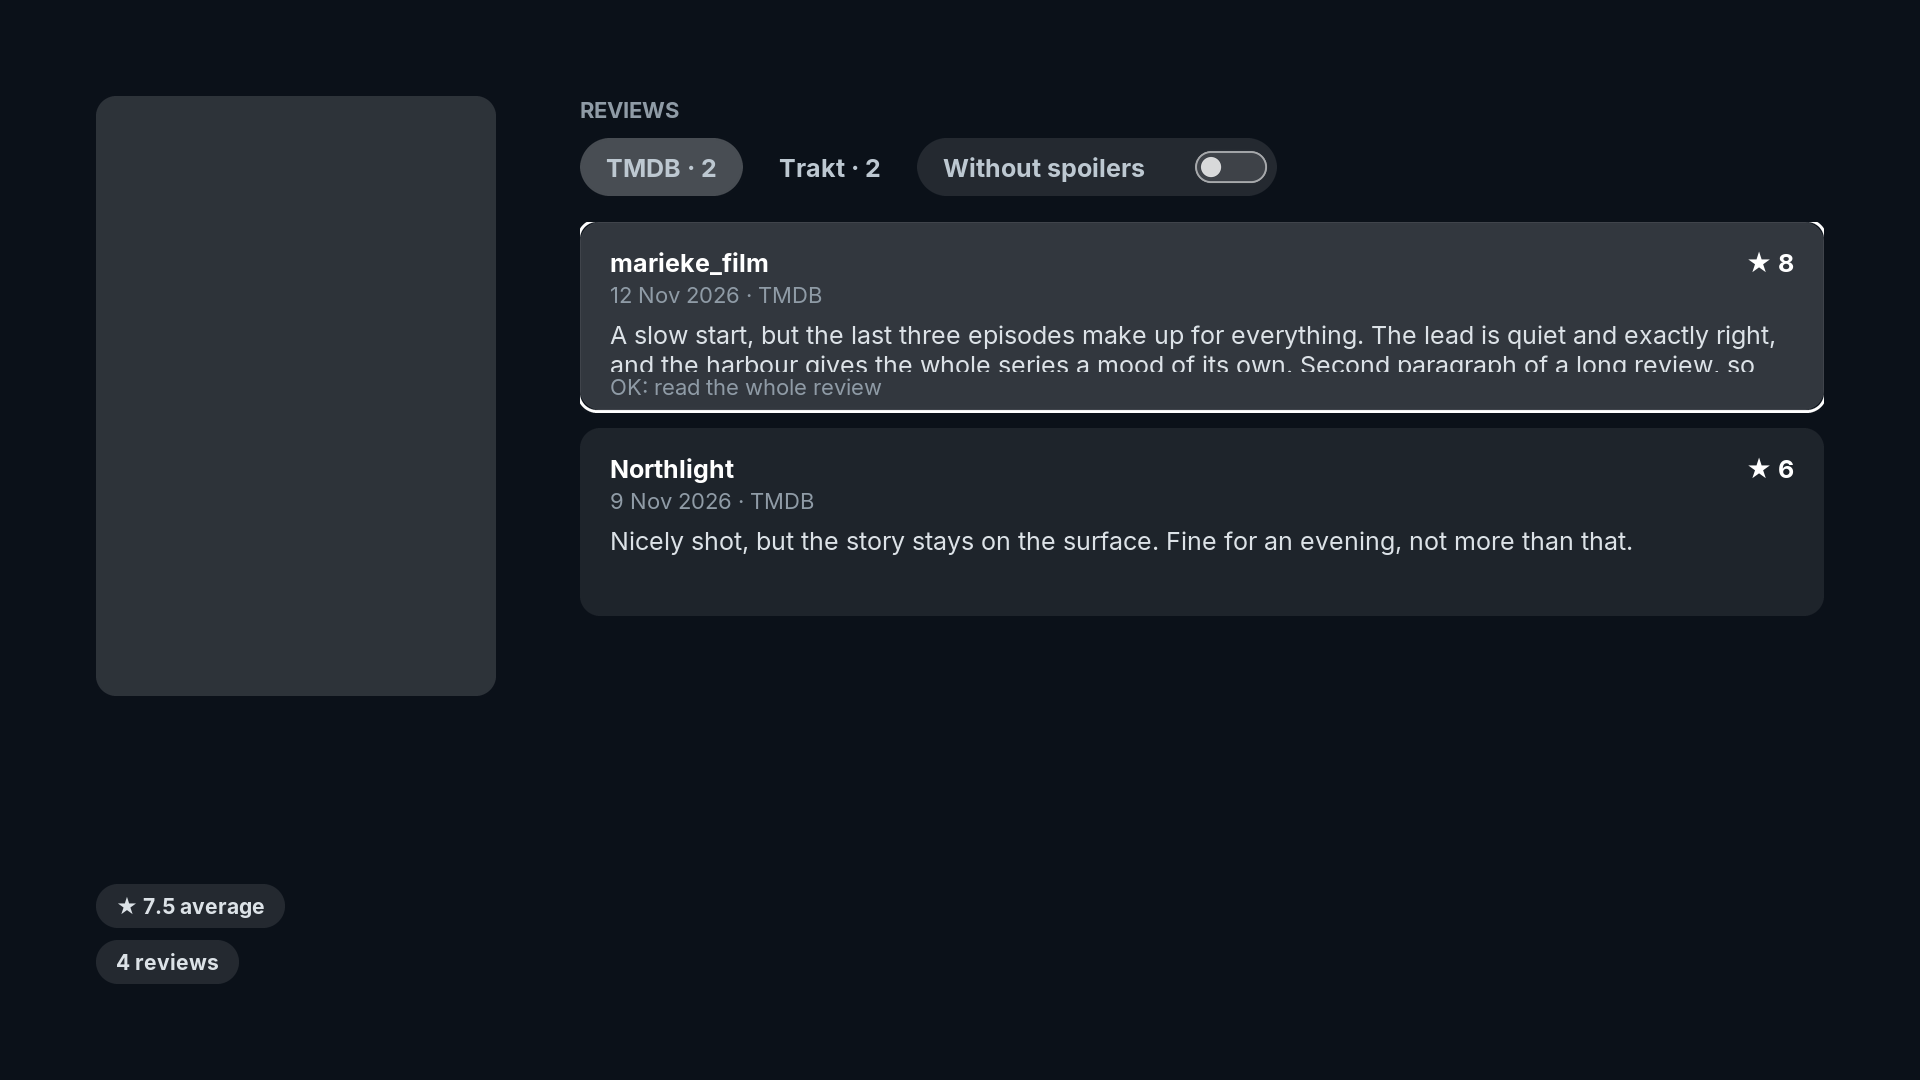 REVIEWS
TMDB · 2
Trakt · 2
Without spoilers
marieke_film
★ 8
12 Nov 2026 · TMDB
A slow start, but the last three episodes make up for everything. The lead is quiet and exactly right,
and the harbour gives the whole series a mood of its own. Second paragraph of a long review, so
OK: read the whole review
Northlight
★ 6
9 Nov 2026 · TMDB
Nicely shot, but the story stays on the surface. Fine for an evening, not more than that.
★ 7.5 average
4 reviews